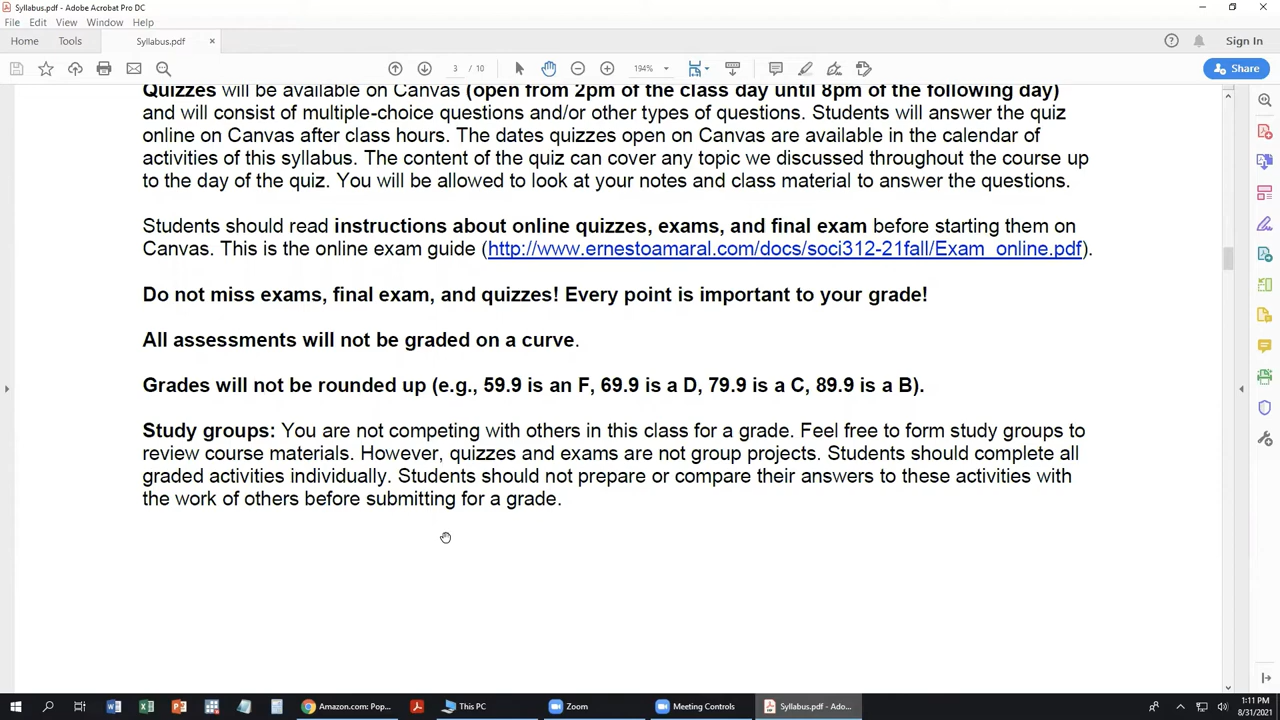 Syllabus.pdf - Adobe Acrobat Pro DC
File Edit View Window Help
Home Tools Syllabus.pdf × Sign In
3 / 10 194% Share
Quizzes will be available on Canvas (open from 2pm of the class day until 8pm of the following day)
and will consist of multiple-choice questions and/or other types of questions. Students will answer the quiz
online on Canvas after class hours. The dates quizzes open on Canvas are available in the calendar of
activities of this syllabus. The content of the quiz can cover any topic we discussed throughout the course up
to the day of the quiz. You will be allowed to look at your notes and class material to answer the questions.
Students should read instructions about online quizzes, exams, and final exam before starting them on
Canvas. This is the online exam guide (http://www.ernestoamaral.com/docs/soci312-21fall/Exam_online.pdf).
Do not miss exams, final exam, and quizzes! Every point is important to your grade!
All assessments will not be graded on a curve.
Grades will not be rounded up (e.g., 59.9 is an F, 69.9 is a D, 79.9 is a C, 89.9 is a B).
Study groups: You are not competing with others in this class for a grade. Feel free to form study groups to
review course materials. However, quizzes and exams are not group projects. Students should complete all
graded activities individually. Students should not prepare or compare their answers to these activities with
the work of others before submitting for a grade.
Amazon.com: Pop... This PC Zoom Meeting Controls Syllabus.pdf - Ado... 1:11 PM
8/31/2021